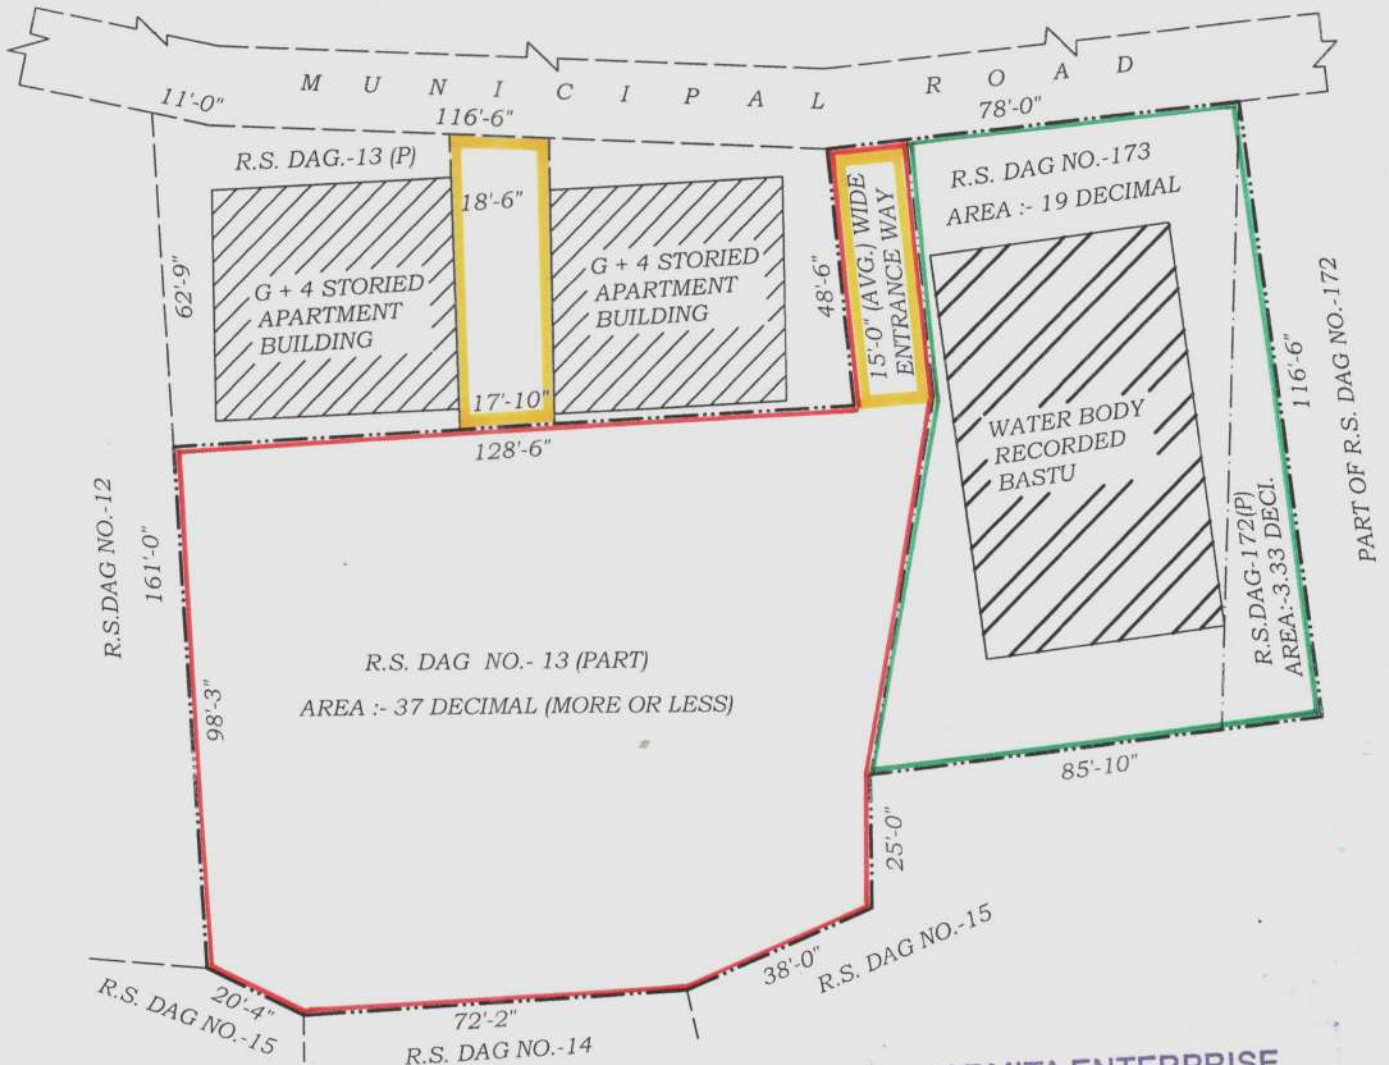 MUNICIPAL ROAD
11'-0"
116'-6"
78'-0"
R.S. DAG.-13 (P)
18'-6"
62'-9"
G + 4 STORIED
APARTMENT
BUILDING
G + 4 STORIED
APARTMENT
BUILDING
17'-10"
48'-6"
15'-0" (AVG.) WIDE
ENTRANCE WAY
R.S. DAG NO.-173
AREA :- 19 DECIMAL
WATER BODY
RECORDED
BASTU
116'-6"
PART OF R.S. DAG NO.-172
R.S.DAG-172(P)
AREA:-3.33 DECI.
128'-6"
R.S.DAG NO.-12
161'-0"
98'-3"
R.S. DAG NO.- 13 (PART)
AREA :- 37 DECIMAL (MORE OR LESS)
85'-10"
25'-0"
38'-0"
R.S. DAG NO.-15
20'-4"
R.S. DAG NO.-15
72'-2"
R.S. DAG NO.-14
ENTERPRISE